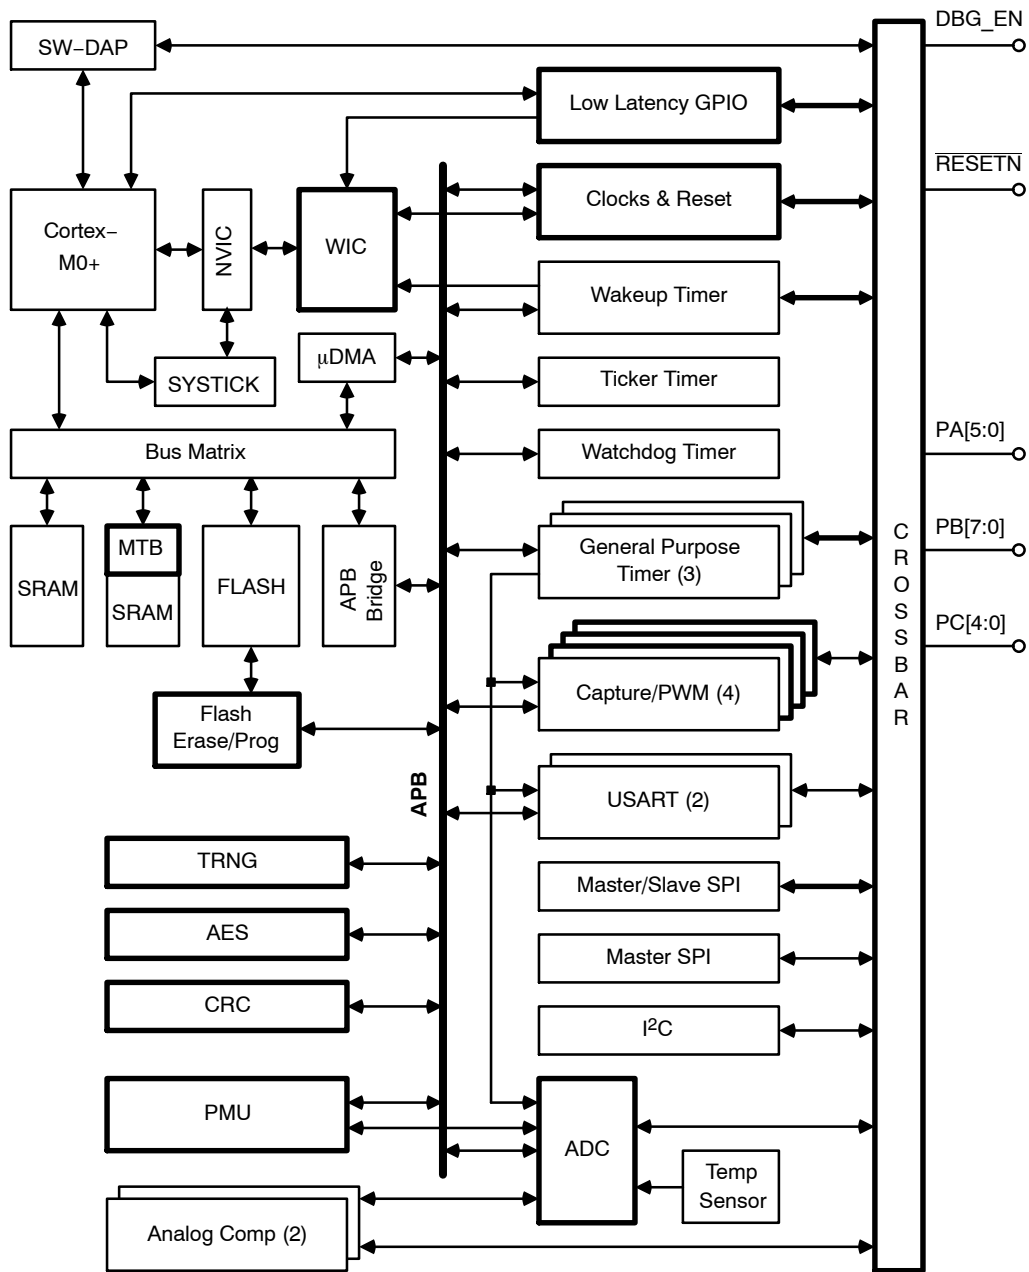 DBG_EN
SW–DAP
Low Latency GPIO
RESETN
Clocks & Reset
Cortex–
M0+
NVIC
WIC
Wakeup Timer
μDMA
SYSTICK
Ticker Timer
Bus Matrix
Watchdog Timer
PA[5:0]
PB[7:0]
PC[4:0]
CROSSBAR
SRAM
MTB
SRAM
FLASH
APB
Bridge
General Purpose
Timer (3)
Capture/PWM (4)
Flash
Erase/Prog
APB
USART (2)
TRNG
Master/Slave SPI
AES
Master SPI
CRC
I²C
PMU
ADC
Temp
Sensor
Analog Comp (2)